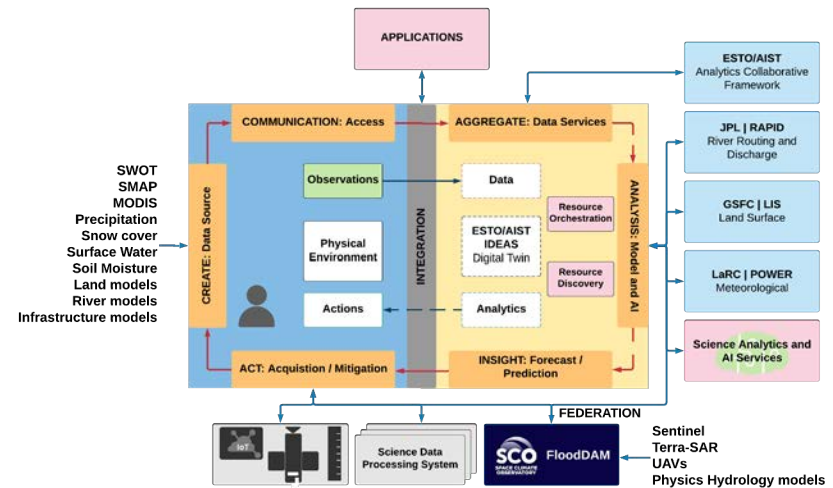 APPLICATIONS
ESTO/AIST
Analytics Collaborative
Framework
COMMUNICATION: Access
AGGREGATE: Data Services
JPL | RAPID
River Routing and
Discharge
SWOT
SMAP
MODIS
Precipitation
Snow cover
Surface Water
Soil Moisture
Land models
River models
Infrastructure models
CREATE: Data Source
Observations
Physical
Environment
Actions
INTEGRATION
Data
Resource
Orchestration
ESTO/AIST
IDEAS
Digital Twin
Resource
Discovery
Analytics
ANALYSIS: Model and AI
GSFC | LIS
Land Surface
LaRC | POWER
Meteorological
Science Analytics and
AI Services
ACT: Acquistion / Mitigation
INSIGHT: Forecast /
Prediction
FEDERATION
IoT
Science Data
Processing System
SCO
SPACE CLIMATE
OBSERVATORY
FloodDAM
Sentinel
Terra-SAR
UAVs
Physics Hydrology models